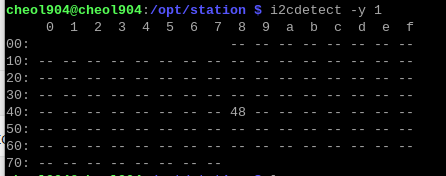 cheol904@cheol904:/opt/station $ i2cdetect -y 1
     0  1  2  3  4  5  6  7  8  9  a  b  c  d  e  f
00:                         -- -- -- -- -- -- -- --
10: -- -- -- -- -- -- -- -- -- -- -- -- -- -- -- --
20: -- -- -- -- -- -- -- -- -- -- -- -- -- -- -- --
30: -- -- -- -- -- -- -- -- -- -- -- -- -- -- -- --
40: -- -- -- -- -- -- -- -- 48 -- -- -- -- -- -- --
50: -- -- -- -- -- -- -- -- -- -- -- -- -- -- -- --
60: -- -- -- -- -- -- -- -- -- -- -- -- -- -- -- --
70: -- -- -- -- -- -- -- --